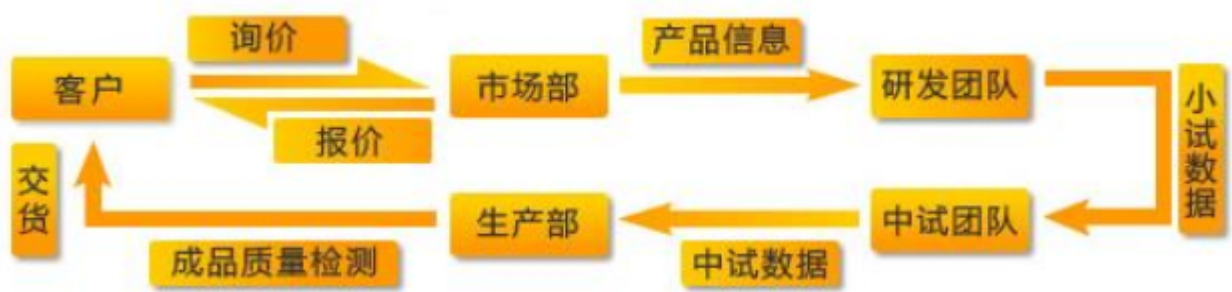 询价
产品信息
客户
市场部
研发团队
小试数据
报价
交货
生产部
中试团队
成品质量检测
中试数据